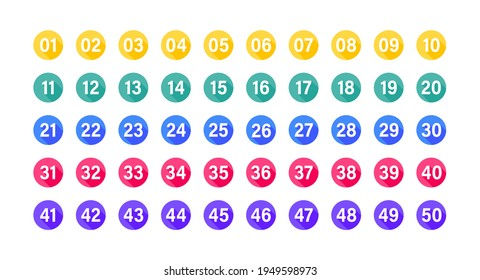 01 02 03 04 05 06 07 08 09 10
11 12 13 14 15 16 17 18 19 20
21 22 23 24 25 26 27 28 29 30
31 32 33 34 35 36 37 38 39 40
41 42 43 44 45 46 47 48 49 50
shutterstock.com · 1949598973